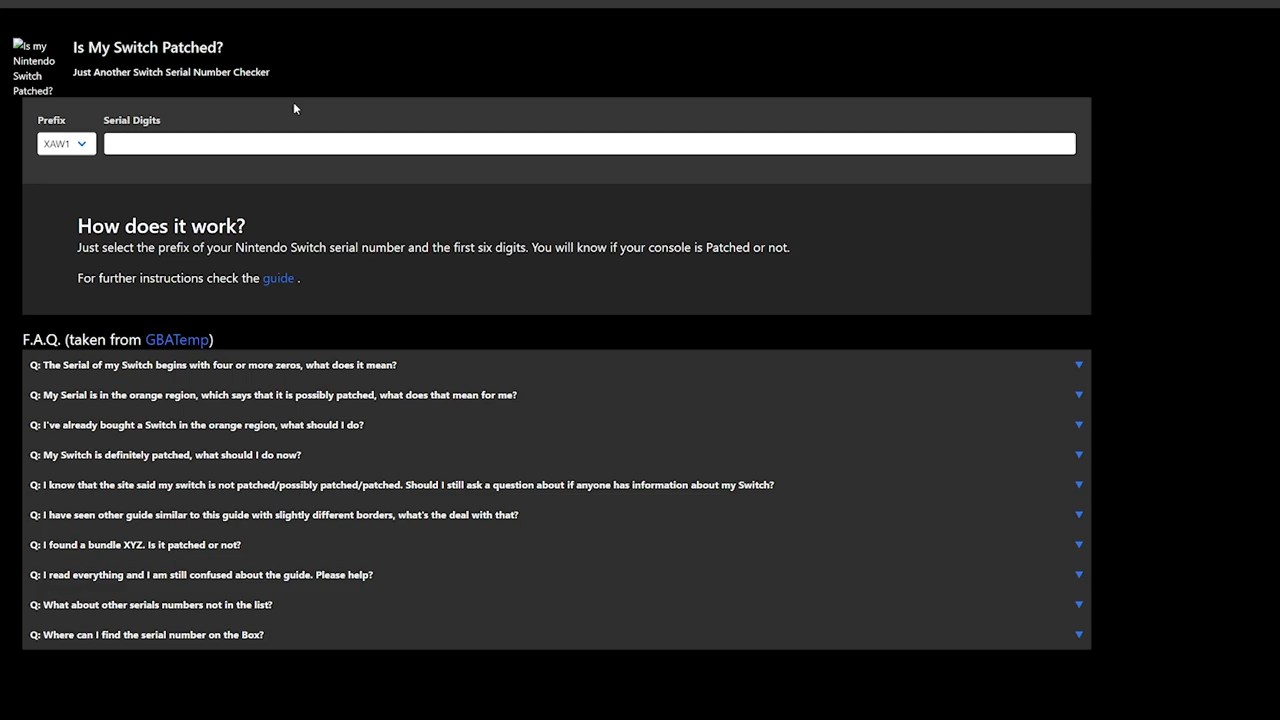 Is my
Nintendo
Switch
Patched?
Is My Switch Patched?
Just Another Switch Serial Number Checker
Prefix
Serial Digits
XAW1
How does it work?
Just select the prefix of your Nintendo Switch serial number and the first six digits. You will know if your console is Patched or not.
For further instructions check the guide .
F.A.Q. (taken from GBATemp)
Q: The Serial of my Switch begins with four or more zeros, what does it mean?
Q: My Serial is in the orange region, which says that it is possibly patched, what does that mean for me?
Q: I've already bought a Switch in the orange region, what should I do?
Q: My Switch is definitely patched, what should I do now?
Q: I know that the site said my switch is not patched/possibly patched/patched. Should I still ask a question about if anyone has information about my Switch?
Q: I have seen other guide similar to this guide with slightly different borders, what's the deal with that?
Q: I found a bundle XYZ. Is it patched or not?
Q: I read everything and I am still confused about the guide. Please help?
Q: What about other serials numbers not in the list?
Q: Where can I find the serial number on the Box?